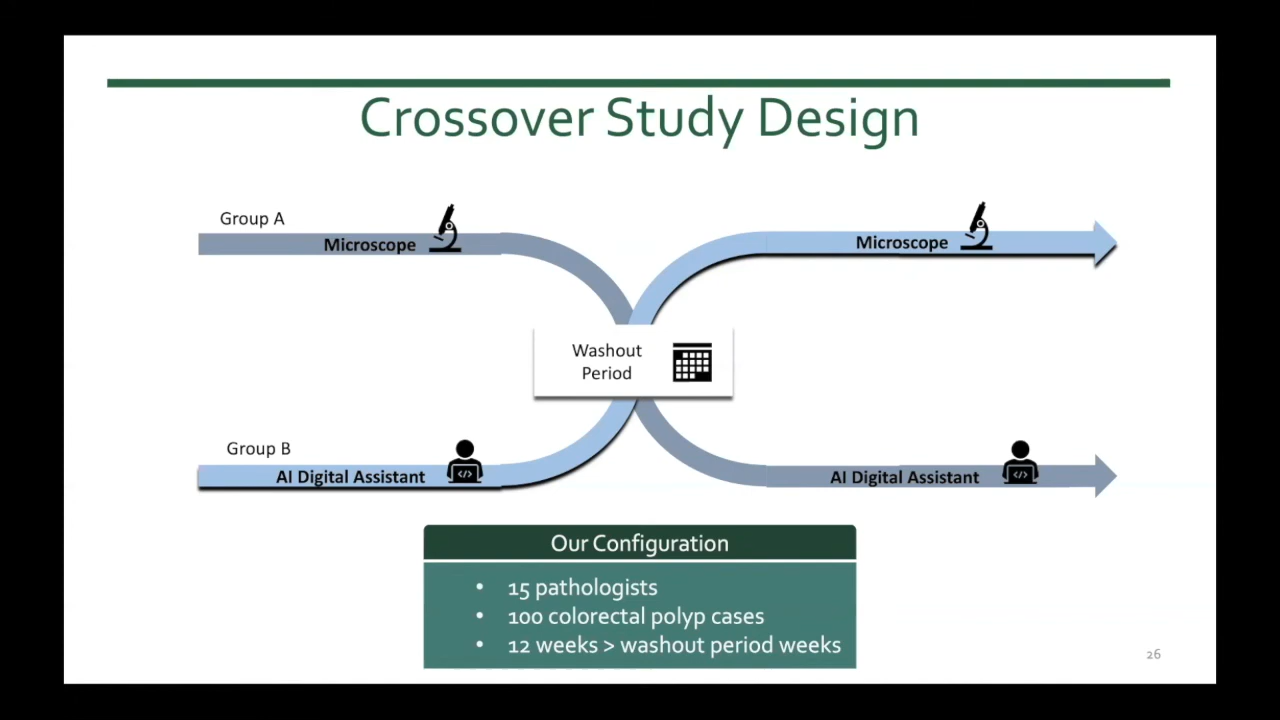 Crossover Study Design
Group A
Microscope
Microscope
Washout
Period
Group B
AI Digital Assistant
</>
AI Digital Assistant
</>
Our Configuration
• 15 pathologists
• 100 colorectal polyp cases
• 12 weeks > washout period weeks
26